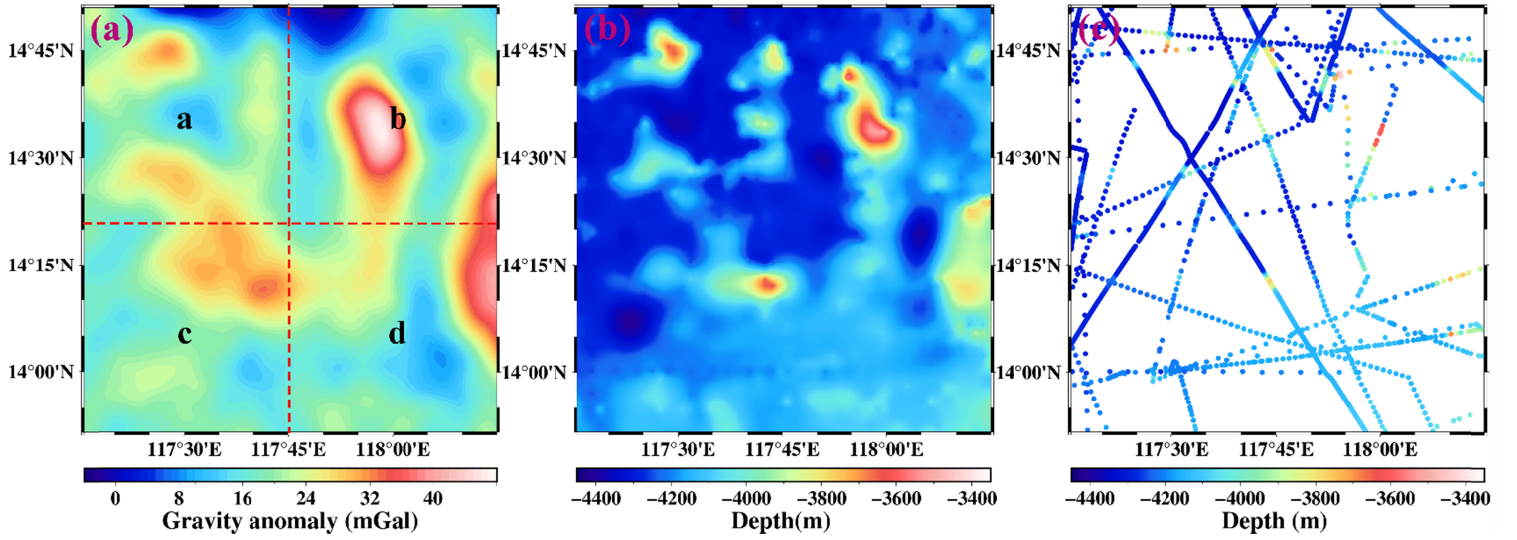 (a)
14°45'N
14°30'N
14°15'N
14°00'N
a
b
c
d
117°30'E 117°45'E 118°00'E
0 8 16 24 32 40
Gravity anomaly (mGal)
(b)
14°45'N
14°30'N
14°15'N
14°00'N
117°30'E 117°45'E 118°00'E
−4400 −4200 −4000 −3800 −3600 −3400
Depth(m)
(c)
14°45'N
14°30'N
14°15'N
14°00'N
117°30'E 117°45'E 118°00'E
−4400 −4200 −4000 −3800 −3600 −3400
Depth (m)